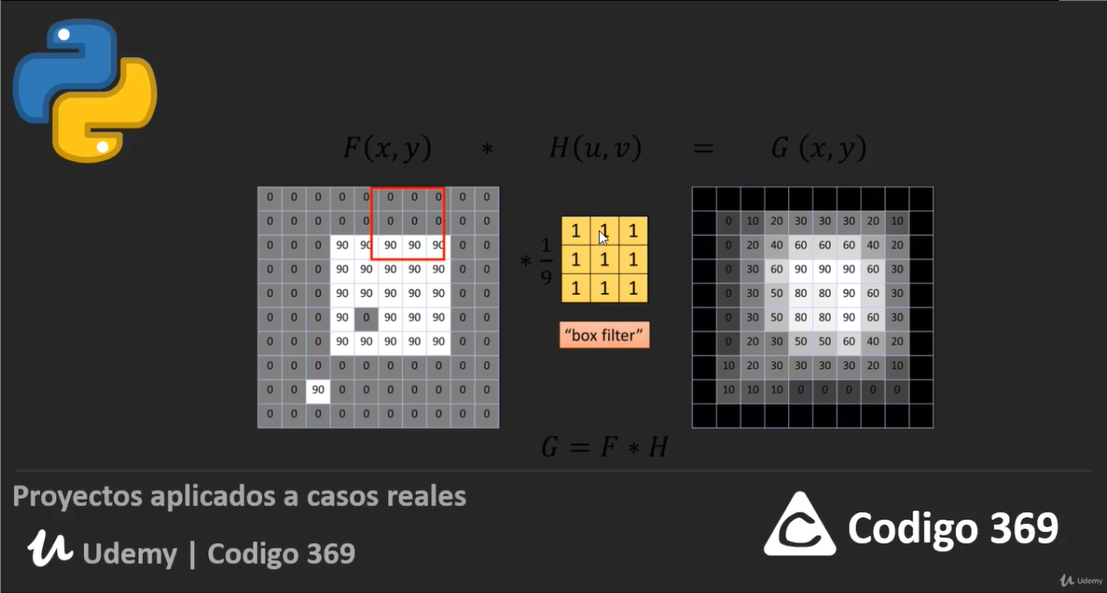 F(x,y) * H(u,v) = G (x,y)
0 0 0 0 0 0 0 0 0 0
0 0 0 0 0 0 0 0 0 0
0 0 0 90 90 90 90 90 0 0
0 0 0 90 90 90 90 90 0 0
0 0 0 90 90 90 90 90 0 0
0 0 0 90 0 90 90 90 0 0
0 0 0 90 90 90 90 90 0 0
0 0 0 0 0 0 0 0 0 0
0 0 90 0 0 0 0 0 0 0
0 0 0 0 0 0 0 0 0 0
* 1/9
1 1 1
1 1 1
1 1 1
“box filter”
0 10 20 30 30 30 20 10
0 20 40 60 60 60 40 20
0 30 60 90 90 90 60 30
0 30 50 80 80 90 60 30
0 30 50 80 80 90 60 30
0 20 30 50 50 60 40 20
10 20 30 30 30 30 20 10
10 10 10 0 0 0 0 0
G = F * H
Proyectos aplicados a casos reales
Udemy | Codigo 369
Codigo 369
Udemy